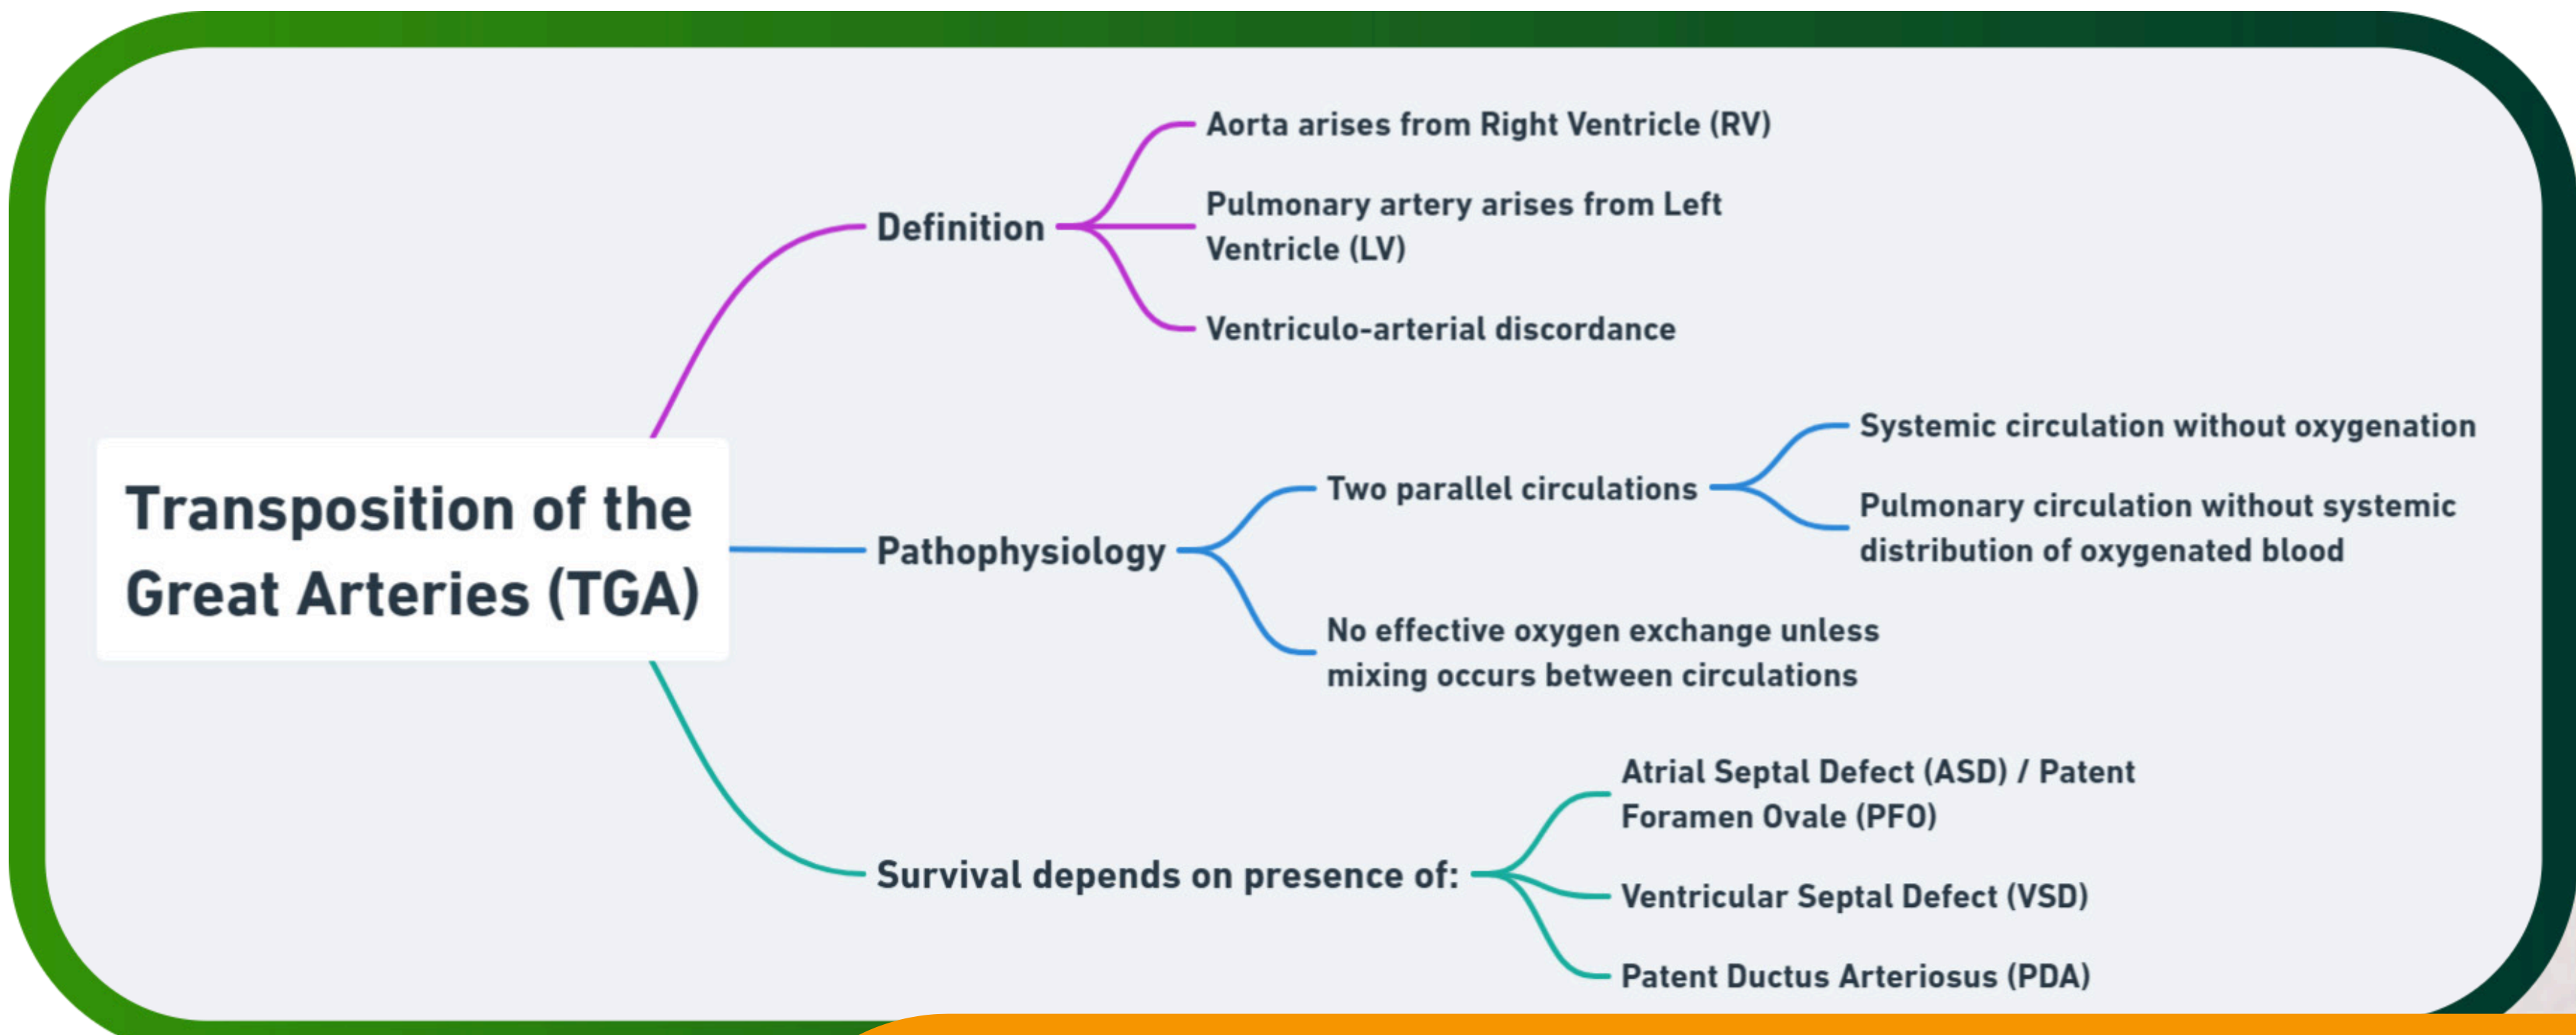 Transposition of the
Great Arteries (TGA)
Definition
Aorta arises from Right Ventricle (RV)
Pulmonary artery arises from Left
Ventricle (LV)
Ventriculo-arterial discordance
Pathophysiology
Two parallel circulations
Systemic circulation without oxygenation
Pulmonary circulation without systemic
distribution of oxygenated blood
No effective oxygen exchange unless
mixing occurs between circulations
Survival depends on presence of:
Atrial Septal Defect (ASD) / Patent
Foramen Ovale (PFO)
Ventricular Septal Defect (VSD)
Patent Ductus Arteriosus (PDA)